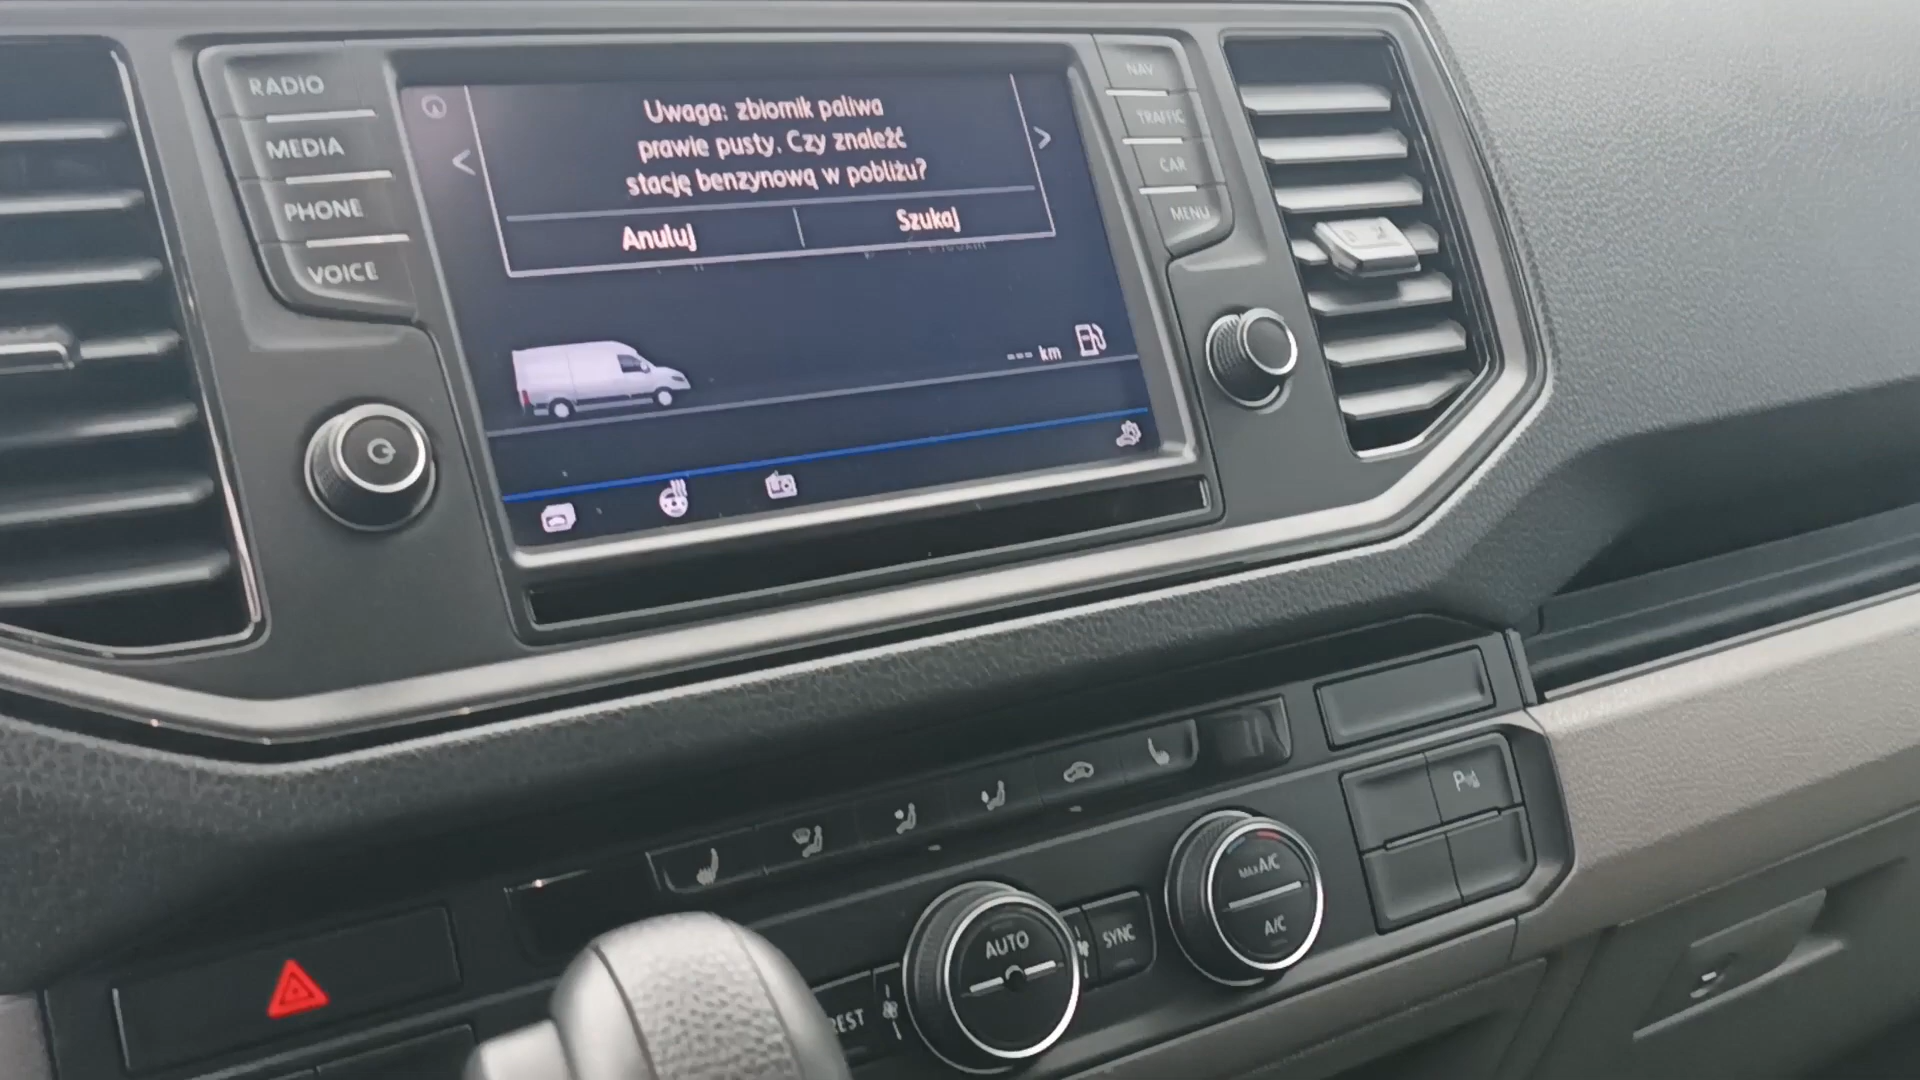 RADIO
MEDIA
PHONE
VOICE
Uwaga: zbiornik paliwa
prawie pusty. Czy znaleźć
stację benzynową w pobliżu?
Anuluj
Szukaj
--- km
NAV
TRAFFIC
CAR
MENU
REST
AUTO
SYNC
MAX A/C
A/C
P